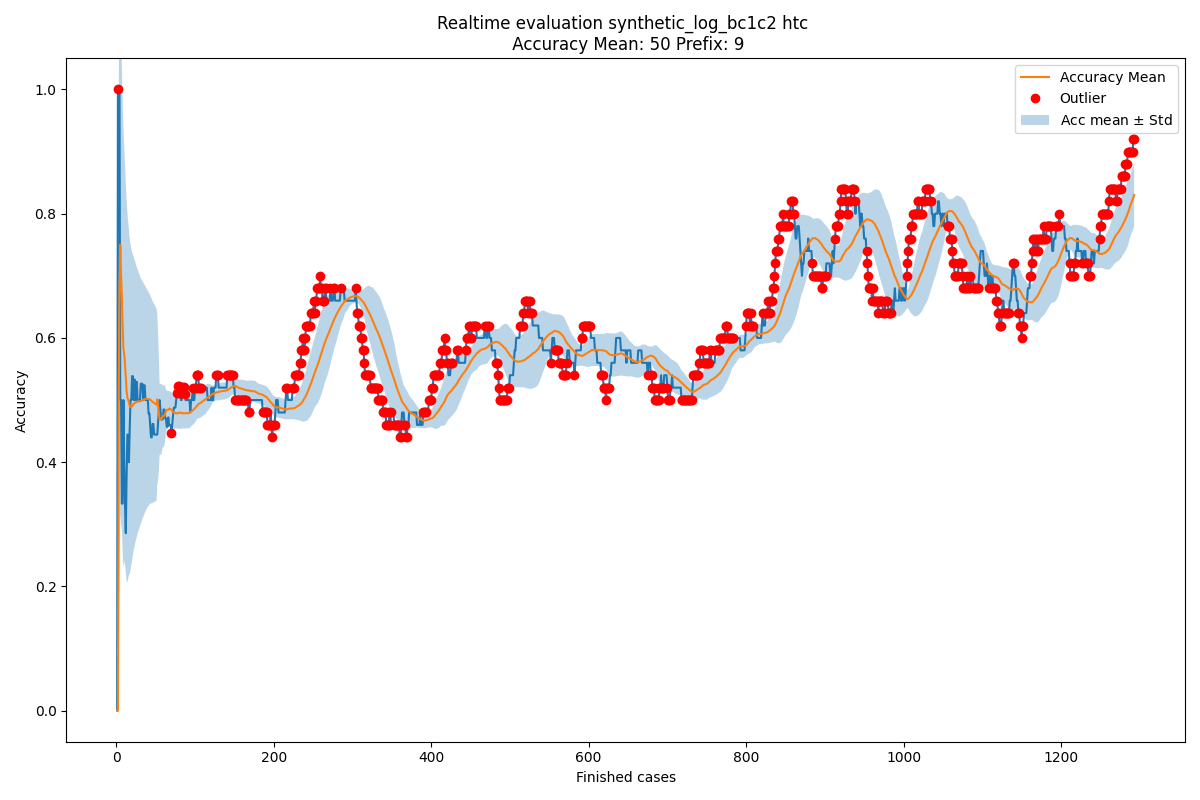 Realtime evaluation synthetic_log_bc1c2 htc
Accuracy Mean: 50 Prefix: 9
Accuracy Mean
Outlier
Acc mean ± Std
1.0
0.8
0.6
0.4
0.2
0.0
Accuracy
0 200 400 600 800 1000 1200
Finished cases